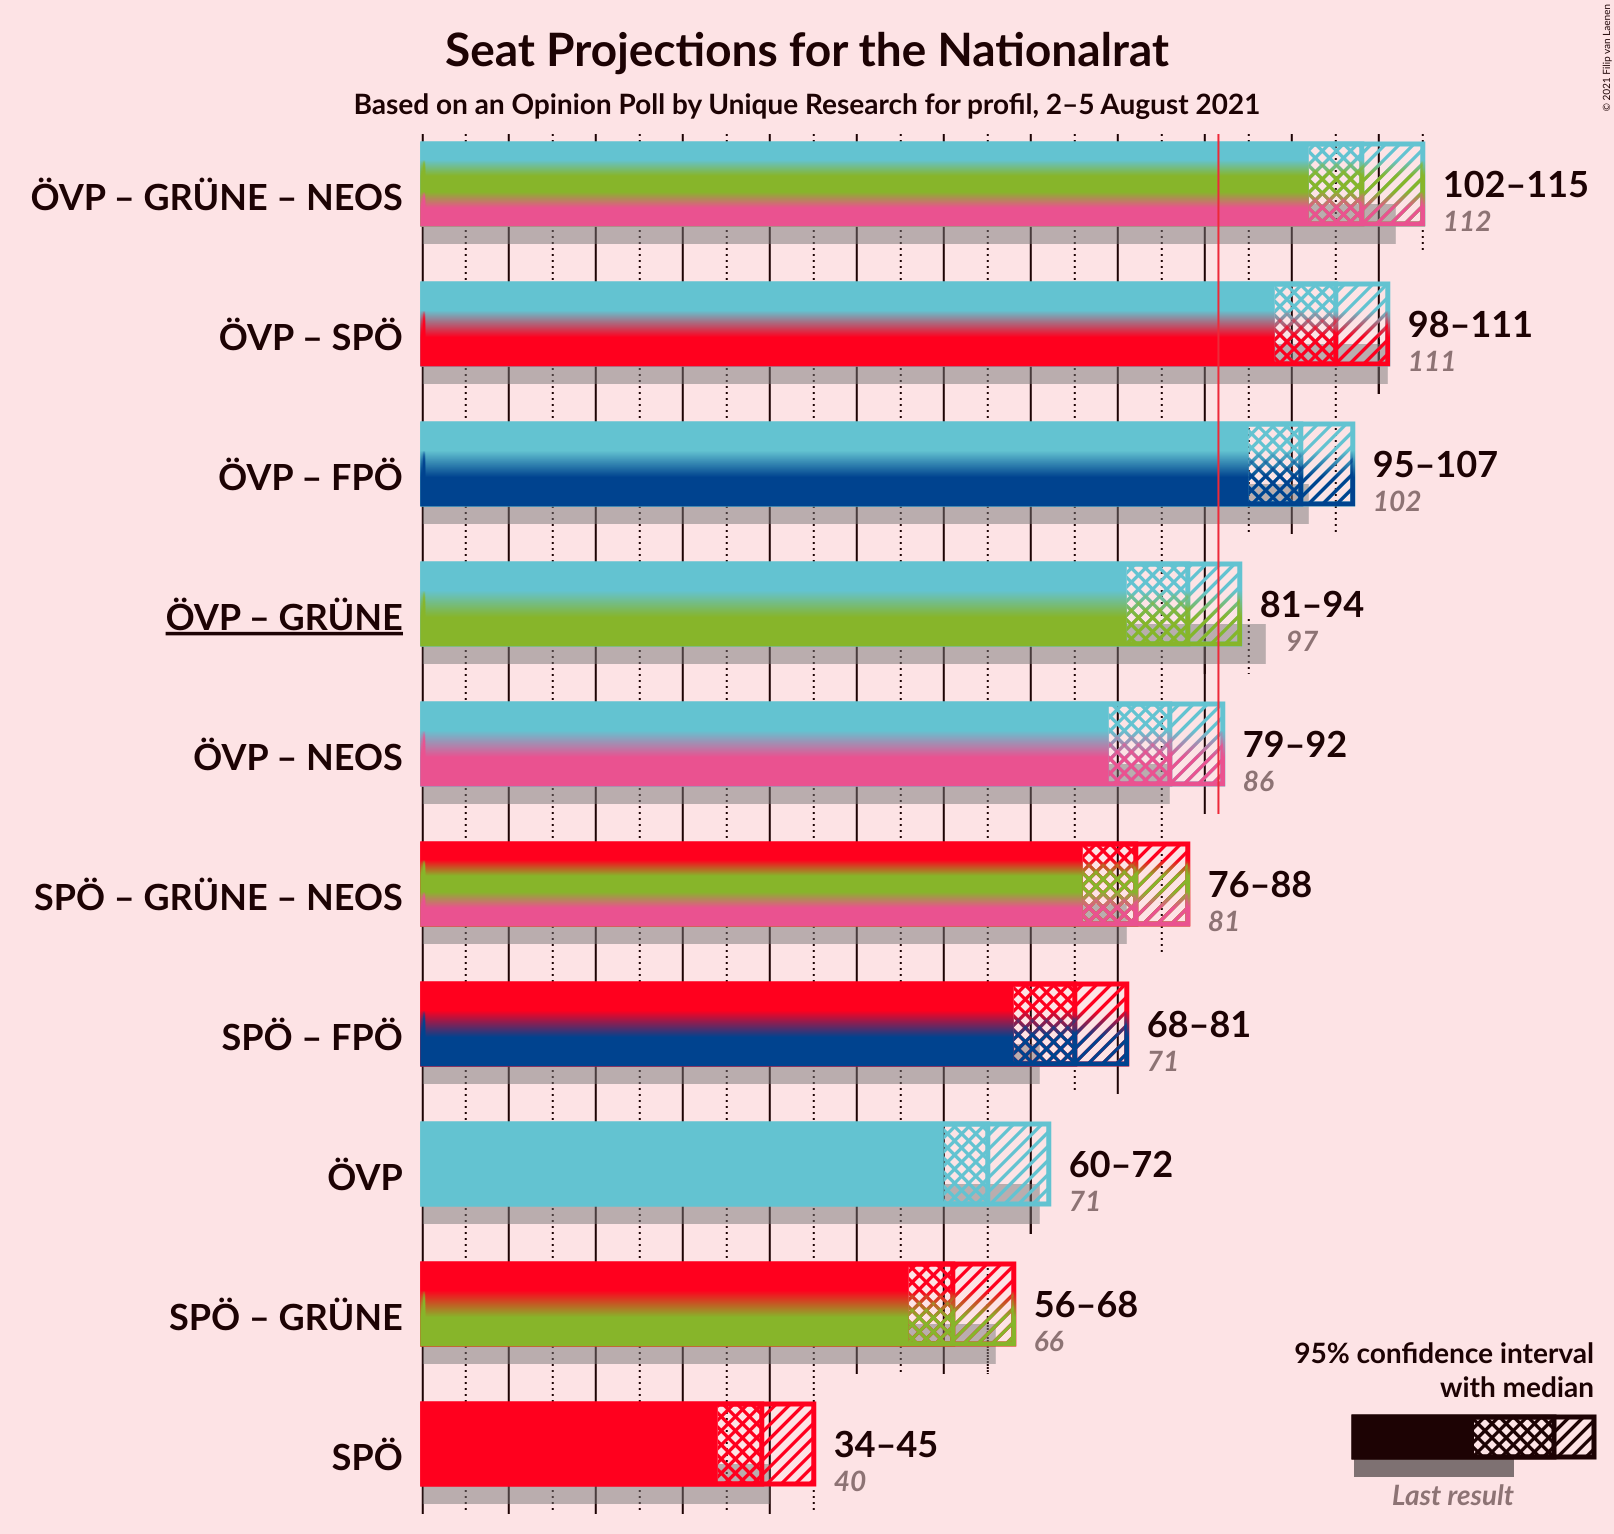 Seat Projections for the Nationalrat
Based on an Opinion Poll by Unique Research for profil, 2–5 August 2021
© 2021 Filip van Laenen
ÖVP – GRÜNE – NEOS
102–115
112
ÖVP – SPÖ
98–111
111
ÖVP – FPÖ
95–107
102
ÖVP – GRÜNE
81–94
97
ÖVP – NEOS
79–92
86
SPÖ – GRÜNE – NEOS
76–88
81
SPÖ – FPÖ
68–81
71
ÖVP
60–72
71
SPÖ – GRÜNE
56–68
66
SPÖ
34–45
40
95% confidence interval
with median
Last result